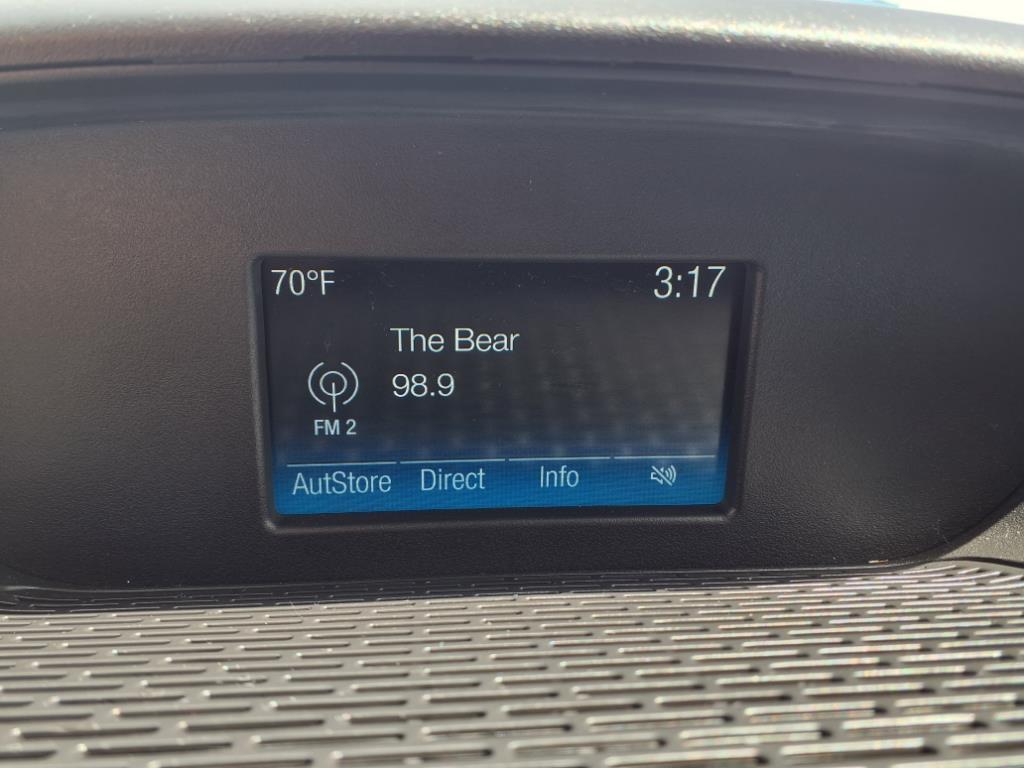 70°F 3:17
The Bear
98.9
FM 2
AutStore Direct Info